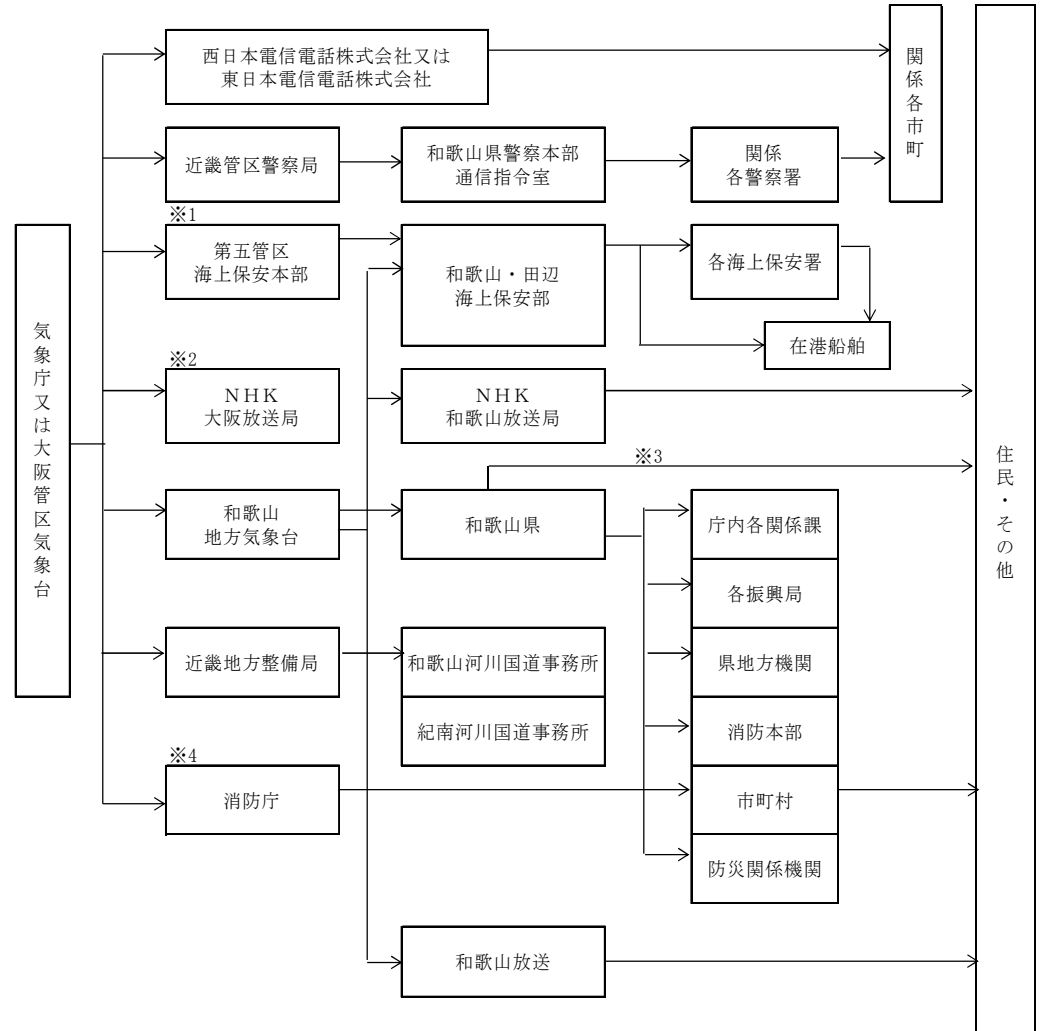 西日本電信電話株式会社又は
東日本電信電話株式会社
関係各市町
近畿管区警察局
和歌山県警察本部
通信指令室
関係
各警察署
※1
第五管区
海上保安本部
和歌山・田辺
海上保安部
各海上保安署
在港船舶
気象庁又は大阪管区気象台
※2
NHK
大阪放送局
NHK
和歌山放送局
※3
住民・その他
和歌山
地方気象台
和歌山県
庁内各関係課
各振興局
近畿地方整備局
和歌山河川国道事務所
県地方機関
紀南河川国道事務所
消防本部
※4
消防庁
市町村
防災関係機関
和歌山放送